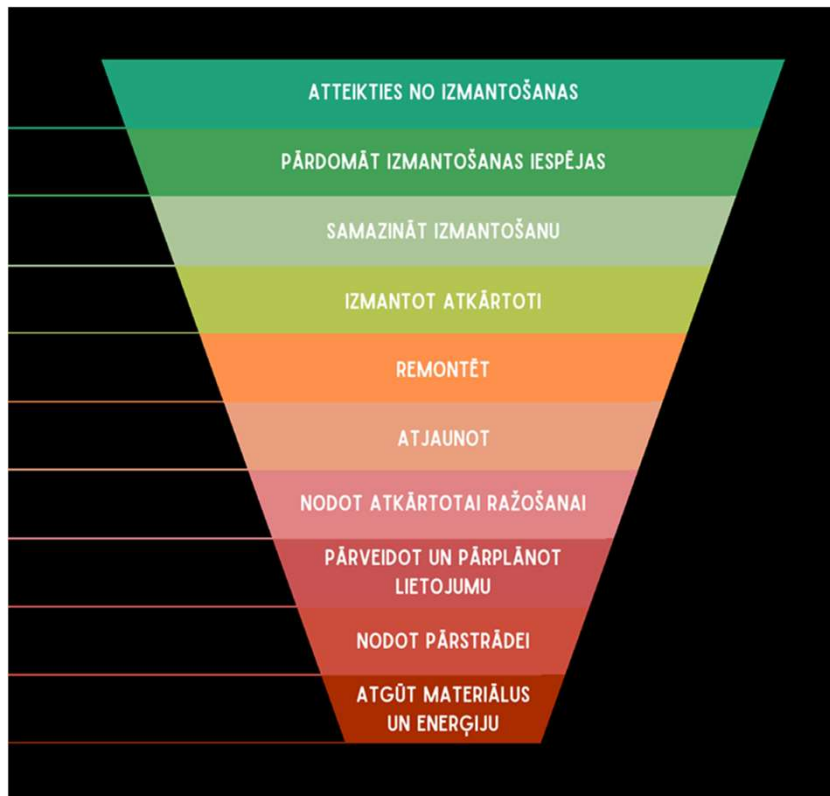 ATTEIKTIES NO IZMANTOŠANAS
PĀRDOMĀT IZMANTOŠANAS IESPĒJAS
SAMAZINĀT IZMANTOŠANU
IZMANTOT ATKĀRTOTI
REMONTĒT
ATJAUNOT
NODOT ATKĀRTOTAI RAŽOŠANAI
PĀRVEIDOT UN PĀRPLĀNOT
LIETOJUMU
NODOT PĀRSTRĀDEI
ATGŪT MATERIĀLUS
UN ENERĢIJU